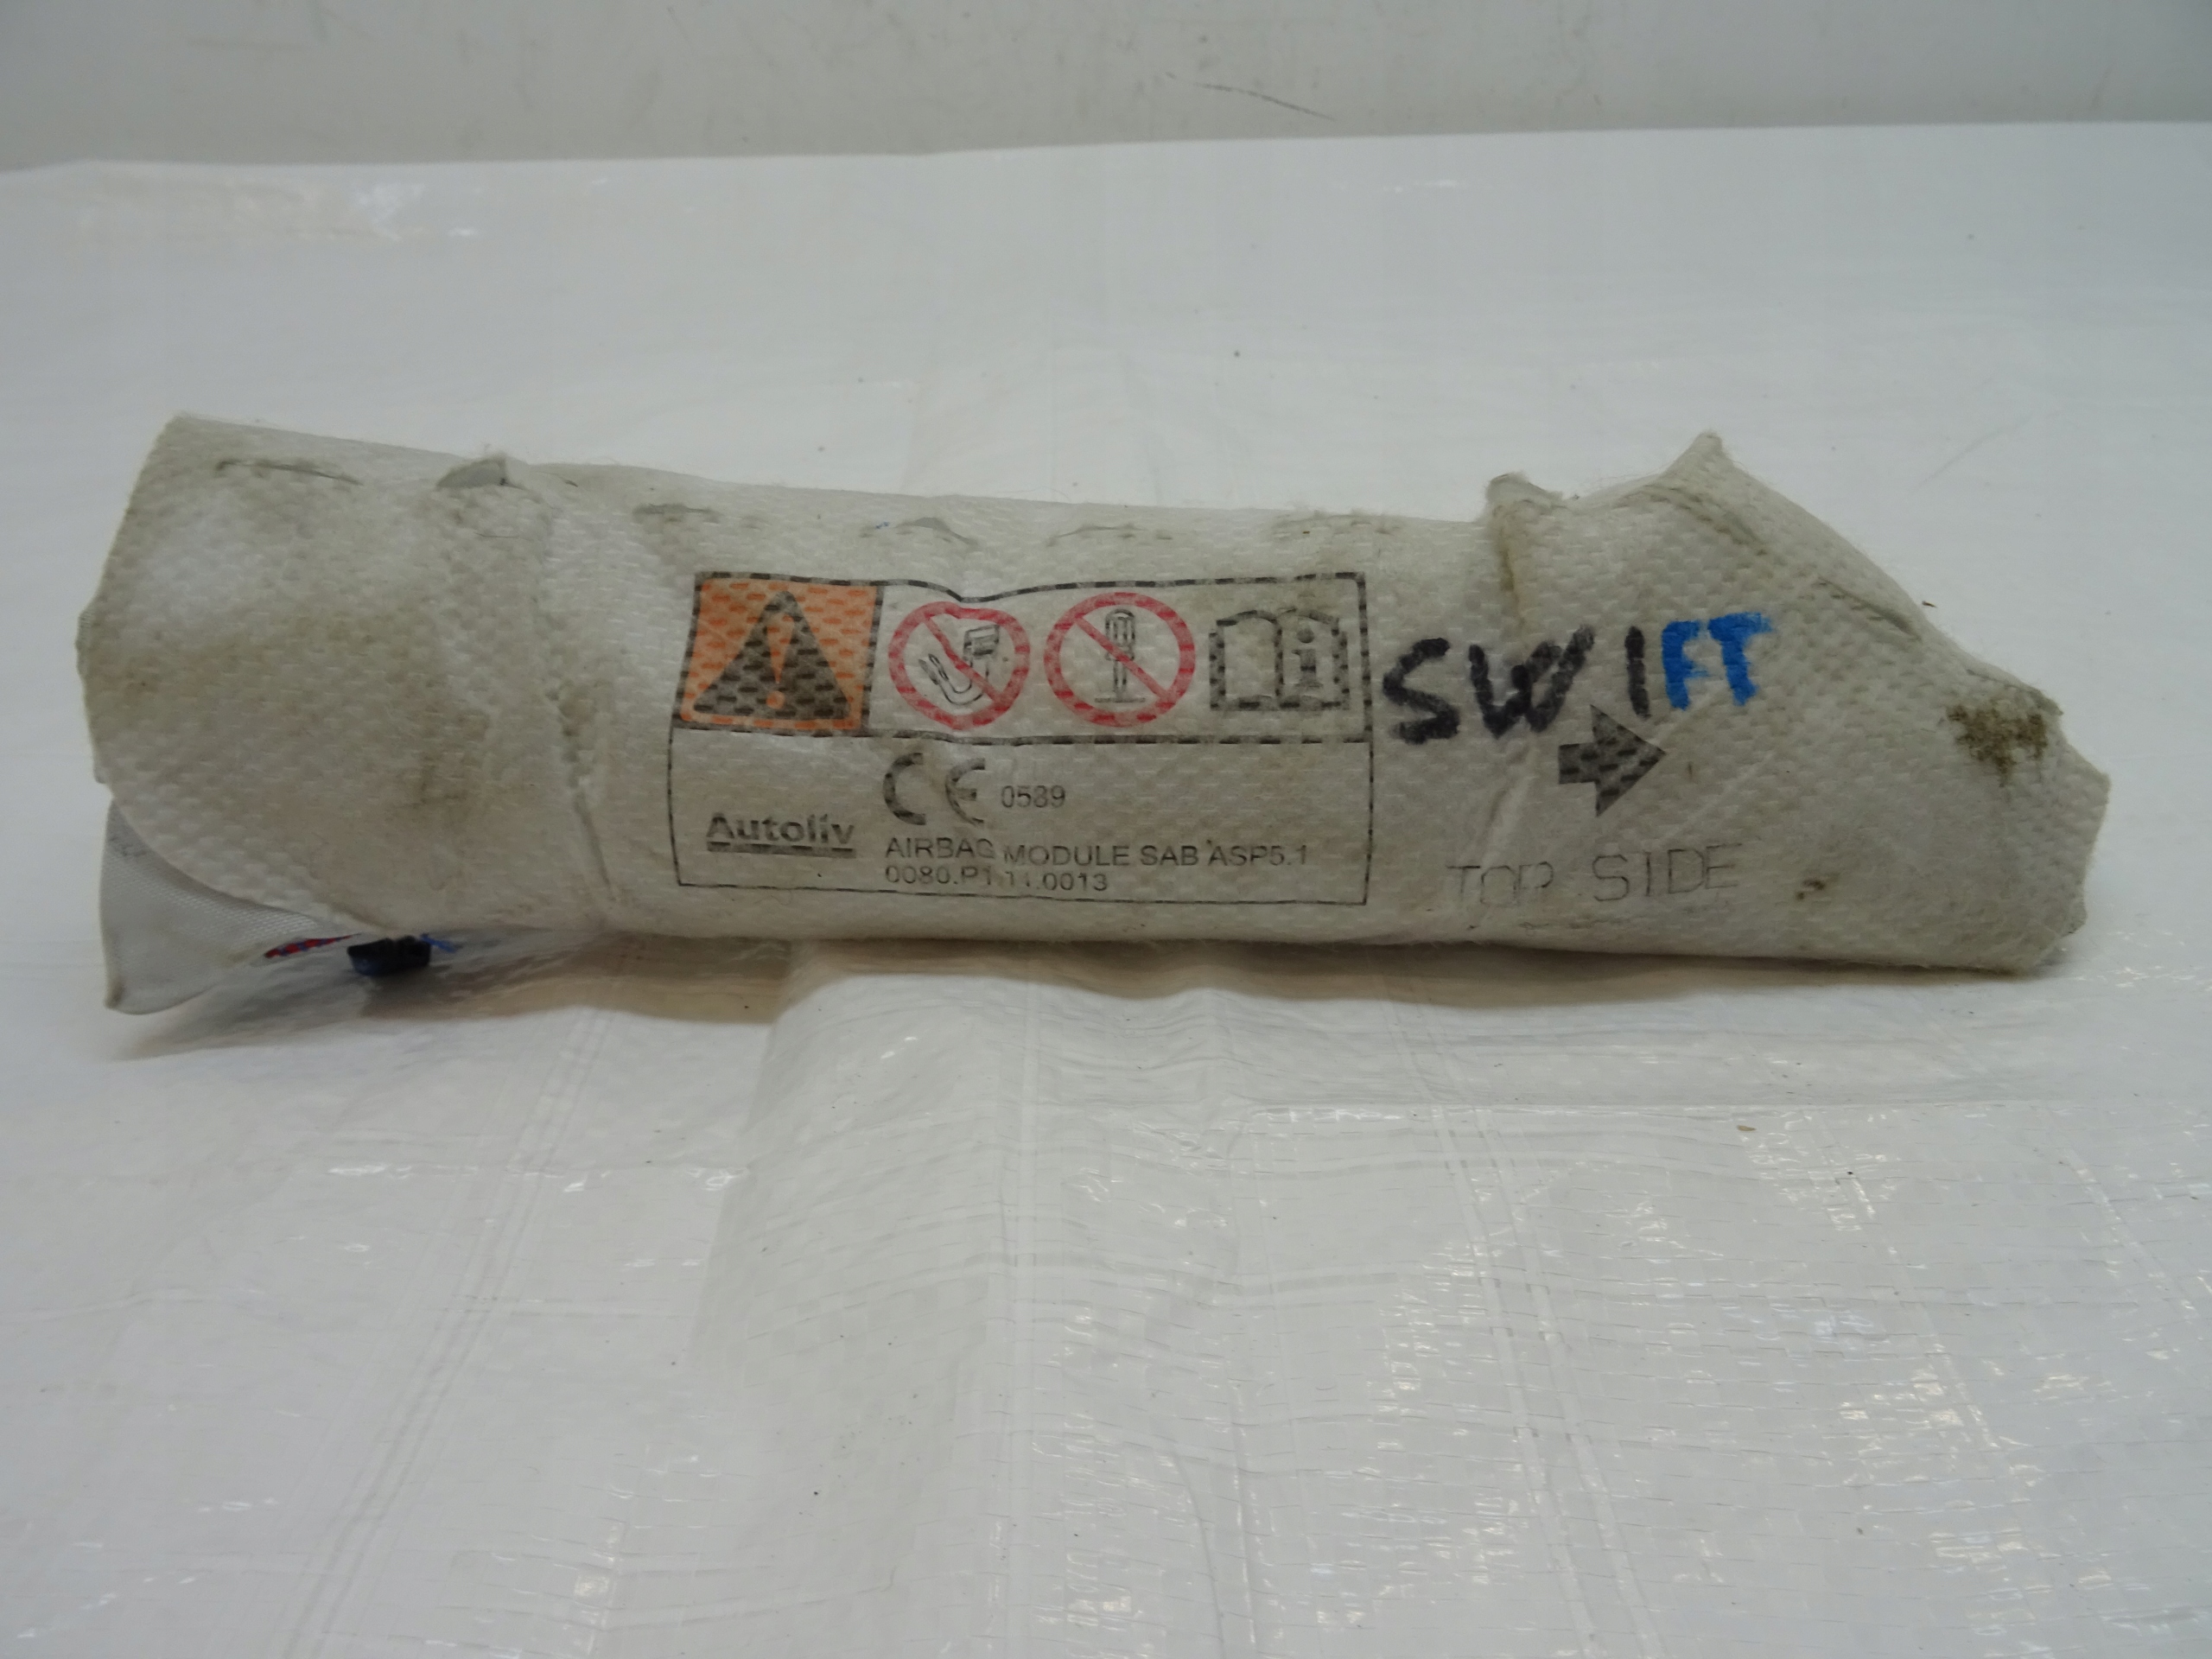 SWIFT
CE 0589
Autoliv
AIRBAG MODULE SAB ASP5.1
0080.P1.11.0013
TOP SIDE